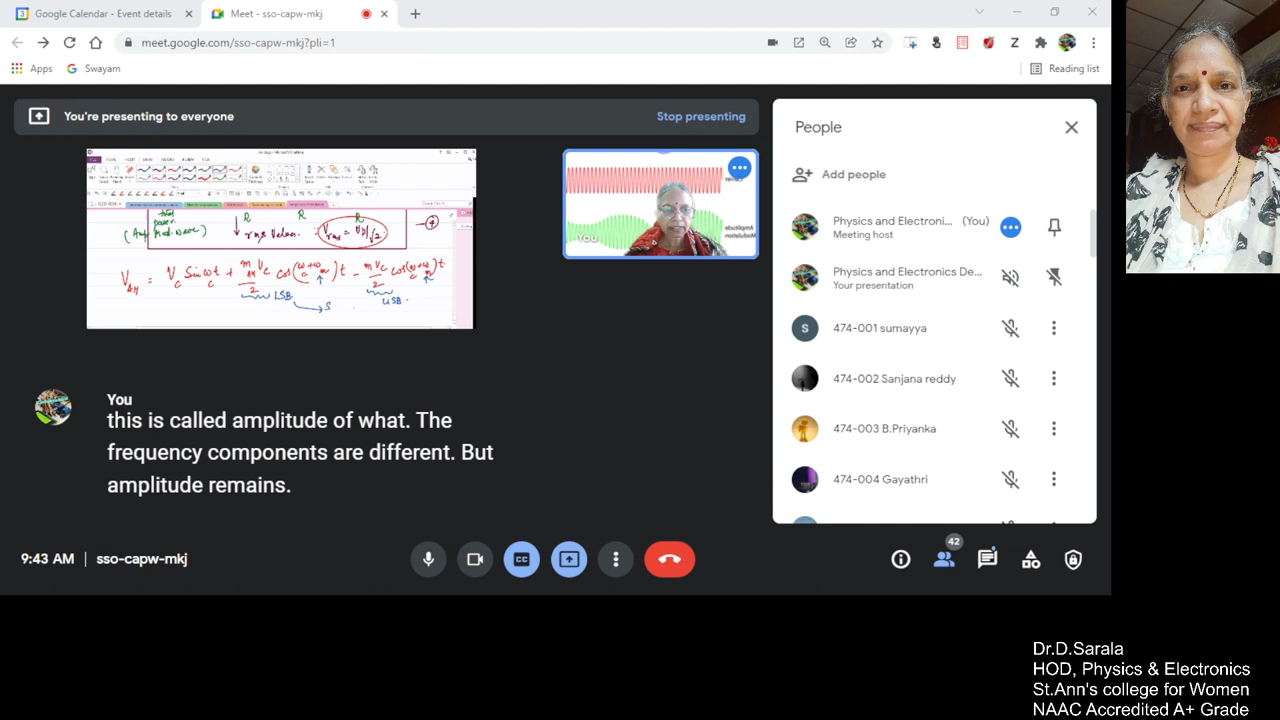 Google Calendar - Event details
Meet - sso-capw-mkj
meet.google.com/sso-capw-mkj?pli=1
Apps
Swayam
Reading list
You're presenting to everyone
Stop presenting
R R R
r.m.s Values.
LSB
USB.
YOU
People
Add people
Physics and Electroni... (You)
Meeting host
Physics and Electronics De...
Your presentation
S
474-001 sumayya
474-002 Sanjana reddy
474-003 B.Priyanka
474-004 Gayathri
You
this is called amplitude of what. The
frequency components are different. But
amplitude remains.
9:43 AM | sso-capw-mkj
CC
42
Dr.D.Sarala
HOD, Physics & Electronics
St.Ann's college for Women
NAAC Accredited A+ Grade